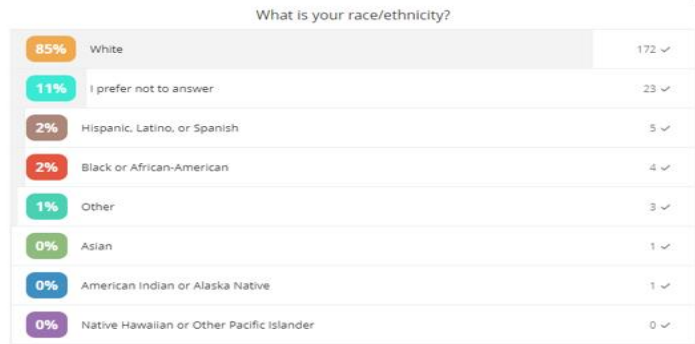 What is your race/ethnicity?
85% White 172 ✓
11% I prefer not to answer 23 ✓
2% Hispanic, Latino, or Spanish 5 ✓
2% Black or African-American 4 ✓
1% Other 3 ✓
0% Asian 1 ✓
0% American Indian or Alaska Native 1 ✓
0% Native Hawaiian or Other Pacific Islander 0 ✓